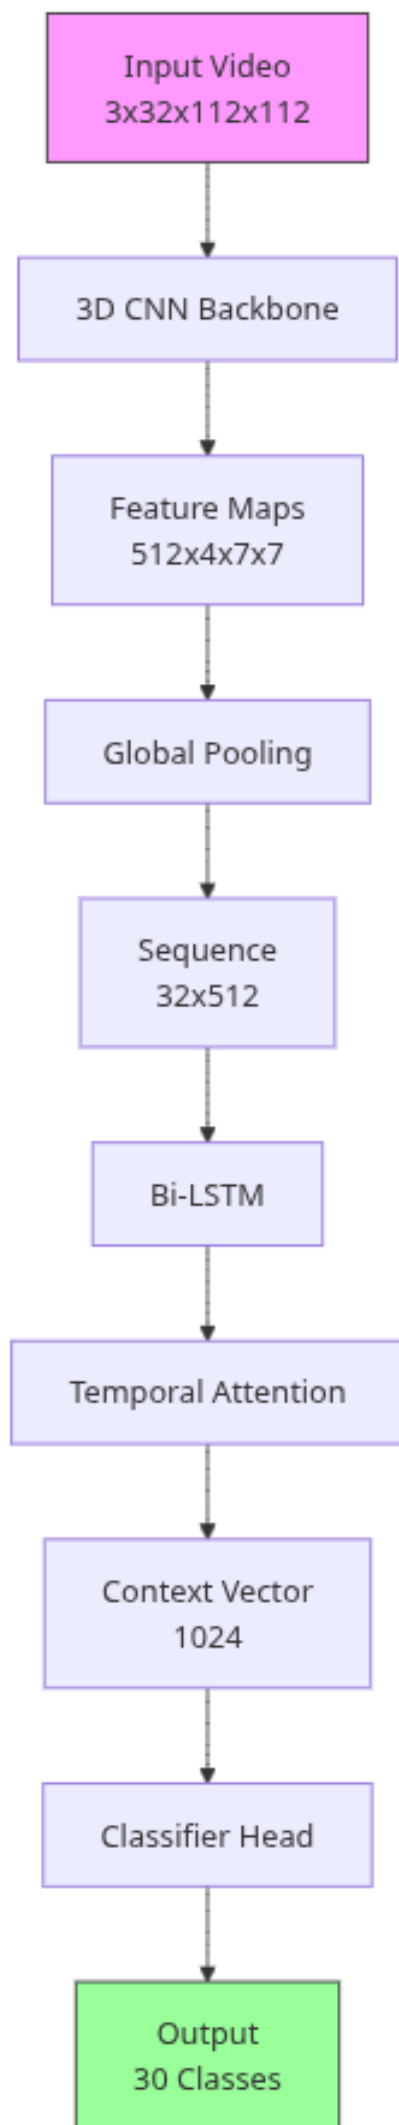 Input Video
3x32x112x112
3D CNN Backbone
Feature Maps
512x4x7x7
Global Pooling
Sequence
32x512
Bi-LSTM
Temporal Attention
Context Vector
1024
Classifier Head
Output
30 Classes